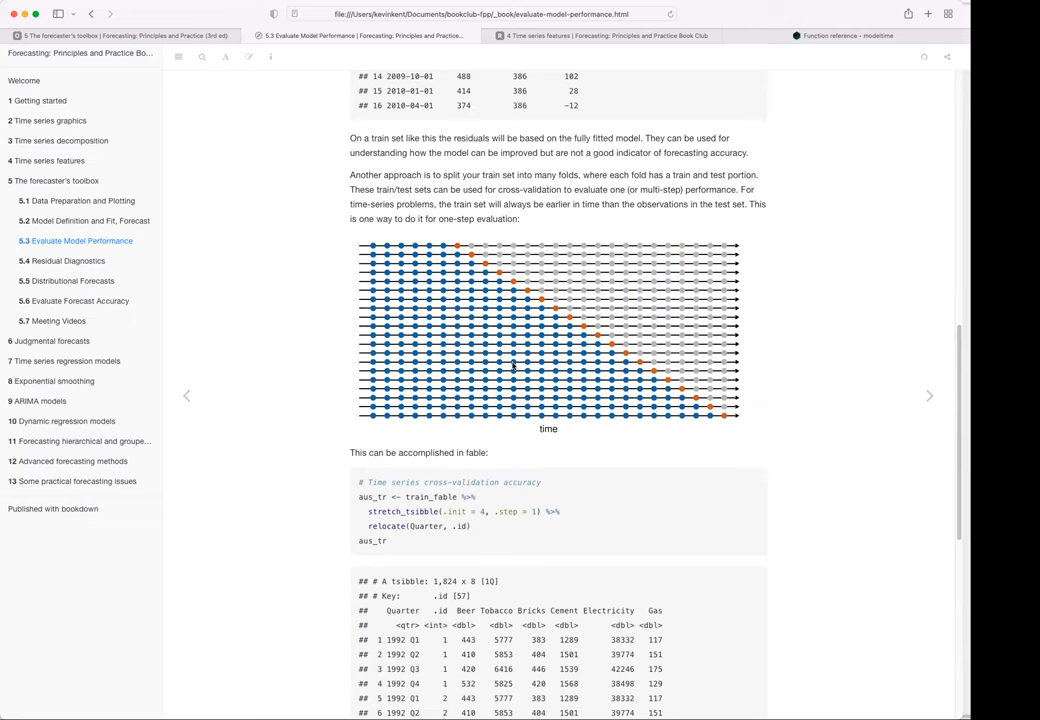 file:///Users/kevinkent/Documents/bookclub-fpp/_book/evaluate-model-performance.html
5 The forecaster's toolbox | Forecasting: Principles and Practice (3rd ed)
5.3 Evaluate Model Performance | Forecasting: Principles and Practice...
4 Time series features | Forecasting: Principles and Practice Book Club
Function reference - modeltime
Forecasting: Principles and Practice Bo...
Welcome
1 Getting started
2 Time series graphics
3 Time series decomposition
4 Time series features
5 The forecaster's toolbox
5.1 Data Preparation and Plotting
5.2 Model Definition and Fit, Forecast
5.3 Evaluate Model Performance
5.4 Residual Diagnostics
5.5 Distributional Forecasts
5.6 Evaluate Forecast Accuracy
5.7 Meeting Videos
6 Judgmental forecasts
7 Time series regression models
8 Exponential smoothing
9 ARIMA models
10 Dynamic regression models
11 Forecasting hierarchical and groupe...
12 Advanced forecasting methods
13 Some practical forecasting issues
Published with bookdown
## 14 2009-10-01 488 386 102
## 15 2010-01-01 414 386 28
## 16 2010-04-01 374 386 -12
On a train set like this the residuals will be based on the fully fitted model. They can be used for
understanding how the model can be improved but are not a good indicator of forecasting accuracy.
Another approach is to split your train set into many folds, where each fold has a train and test portion.
These train/test sets can be used for cross-validation to evaluate one (or multi-step) performance. For
time-series problems, the train set will always be earlier in time than the observations in the test set. This
is one way to do it for one-step evaluation:
time
This can be accomplished in fable:
# Time series cross-validation accuracy
aus_tr <- train_fable %>%
stretch_tsibble(.init = 4, .step = 1) %>%
relocate(Quarter, .id)
aus_tr
## # A tsibble: 1,824 x 8 [1Q]
## # Key: .id [57]
## Quarter .id Beer Tobacco Bricks Cement Electricity Gas
## <qtr> <int> <dbl> <dbl> <dbl> <dbl> <dbl> <dbl>
## 1 1992 Q1 1 443 5777 383 1289 38332 117
## 2 1992 Q2 1 410 5853 404 1501 39774 151
## 3 1992 Q3 1 420 6416 446 1539 42246 175
## 4 1992 Q4 1 532 5825 420 1568 38498 129
## 5 1992 Q1 2 443 5777 383 1289 38332 117
## 6 1992 Q2 2 410 5853 404 1501 39774 151